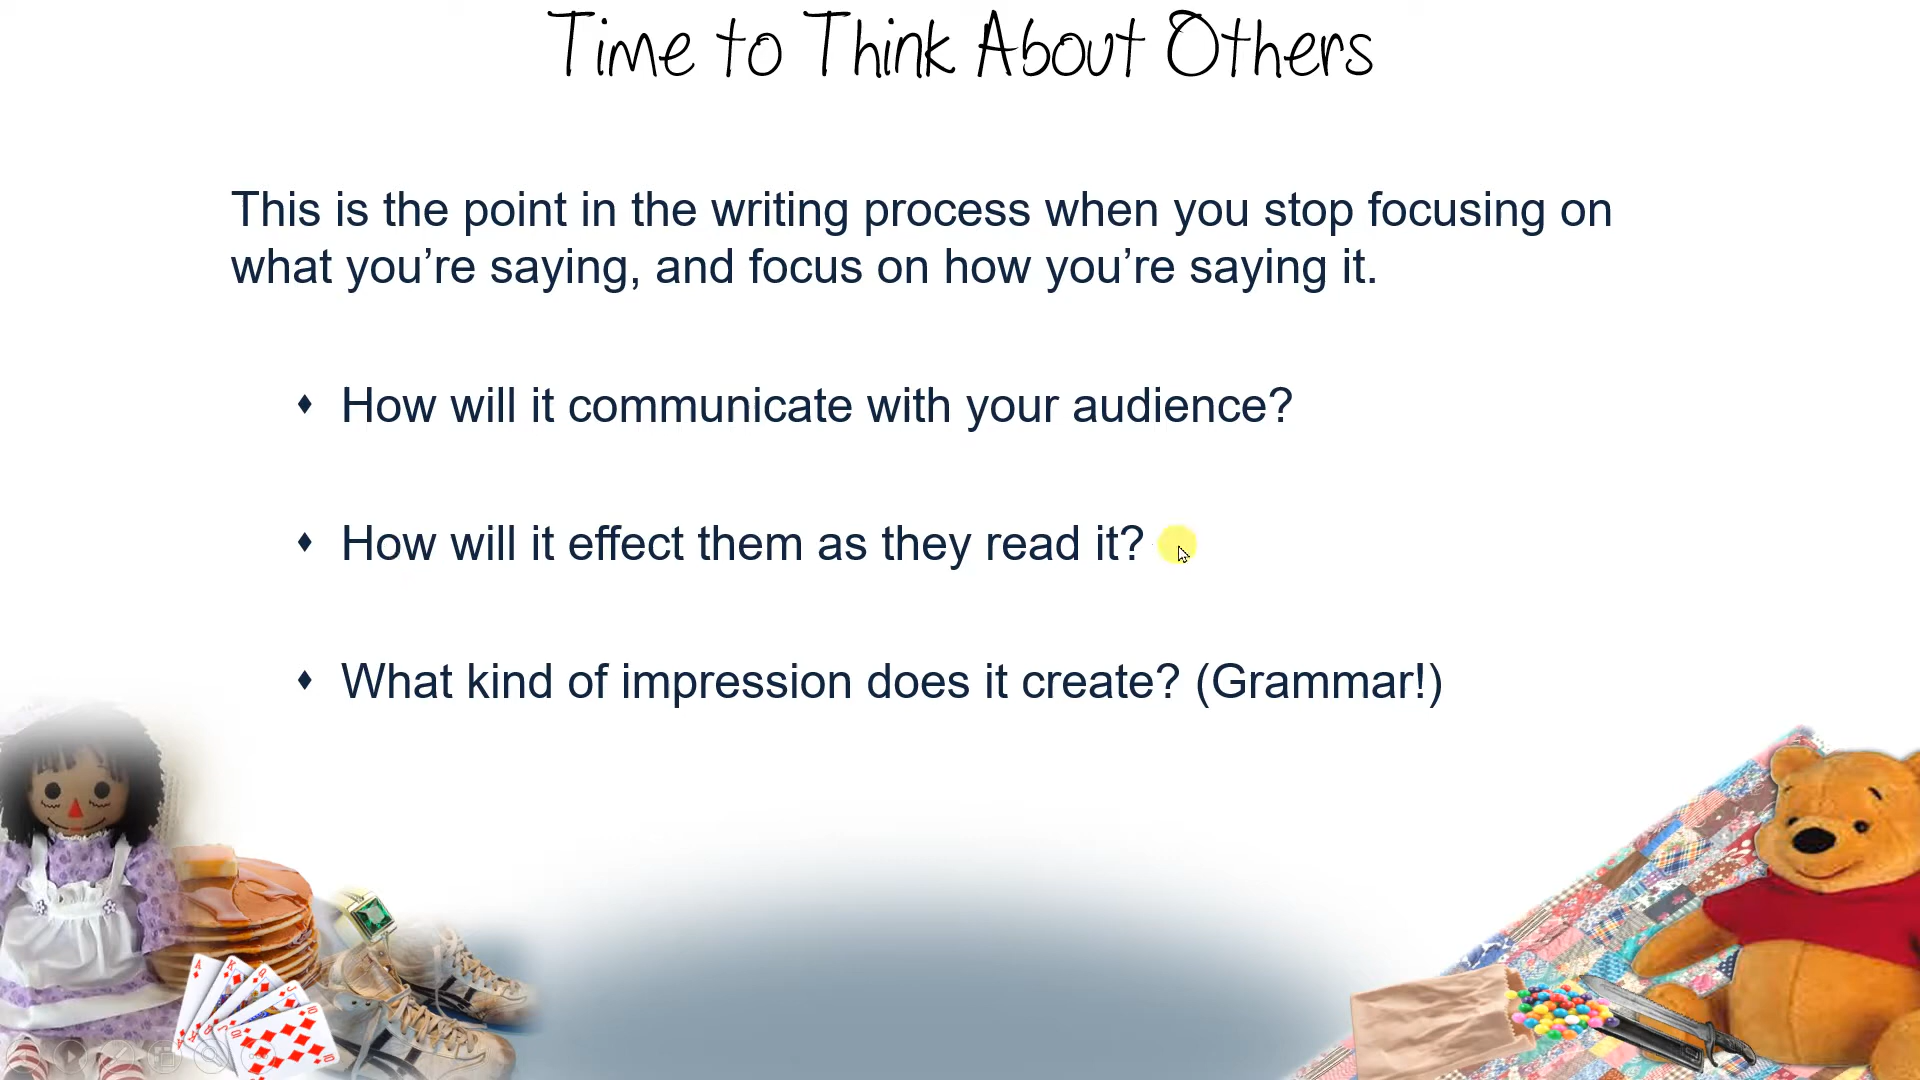 Time to Think About Others
This is the point in the writing process when you stop focusing on
what you’re saying, and focus on how you’re saying it.
♦ How will it communicate with your audience?
♦ How will it effect them as they read it?
♦ What kind of impression does it create? (Grammar!)
A
K
Q
J
10
10